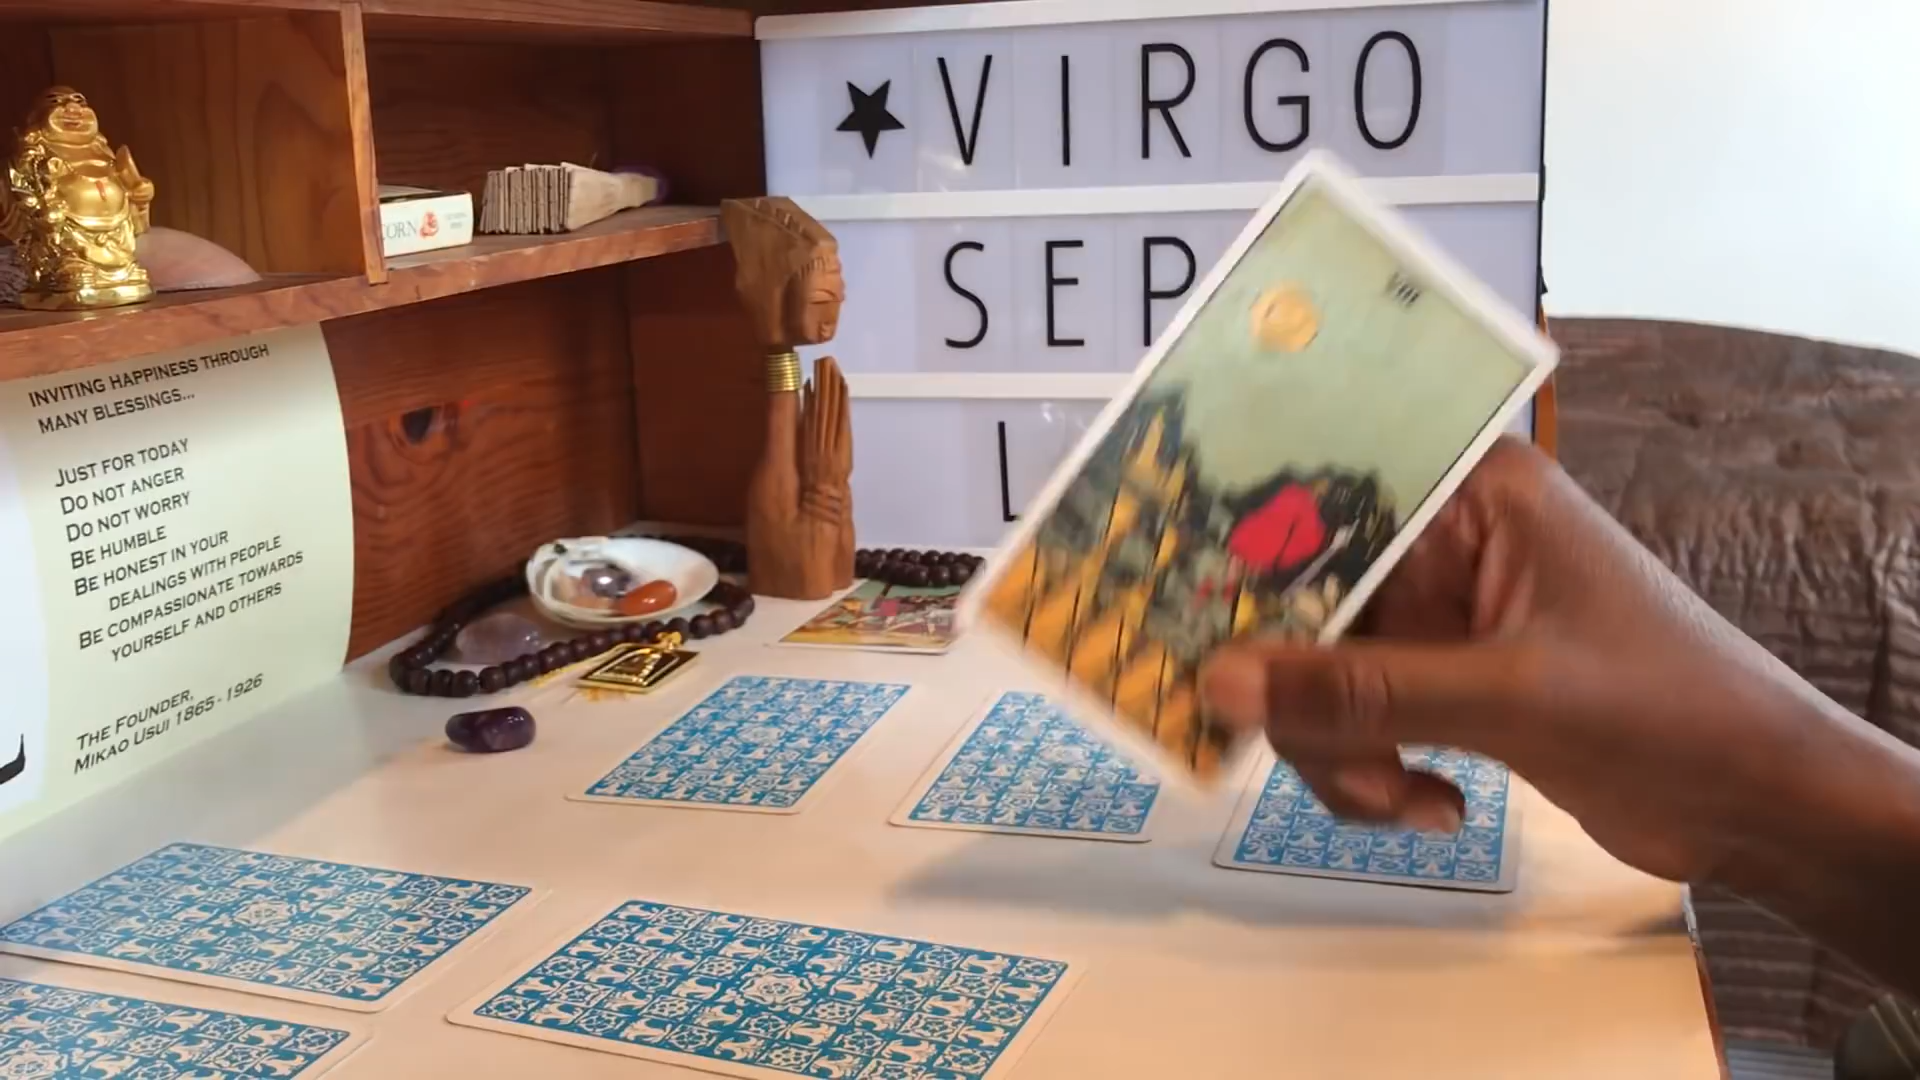 ★VIRGO
SEP
L
VII
CORN
INVITING HAPPINESS THROUGH
MANY BLESSINGS...
JUST FOR TODAY
DO NOT ANGER
DO NOT WORRY
BE HUMBLE
BE HONEST IN YOUR
DEALINGS WITH PEOPLE
BE COMPASSIONATE TOWARDS
YOURSELF AND OTHERS
THE FOUNDER,
MIKAO USUI 1865 - 1926